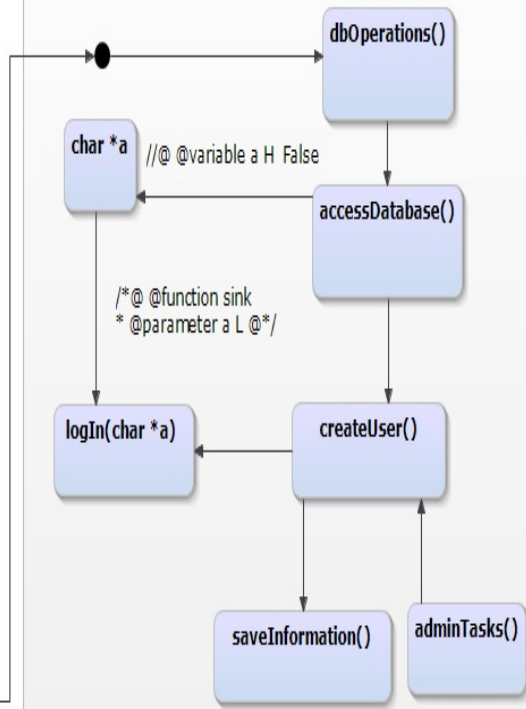 dbOperations()
char *a
//@ @variable a H False
accessDatabase()
/*@ @function sink
* @parameter a L @*/
logIn(char *a)
createUser()
saveInformation()
adminTasks()